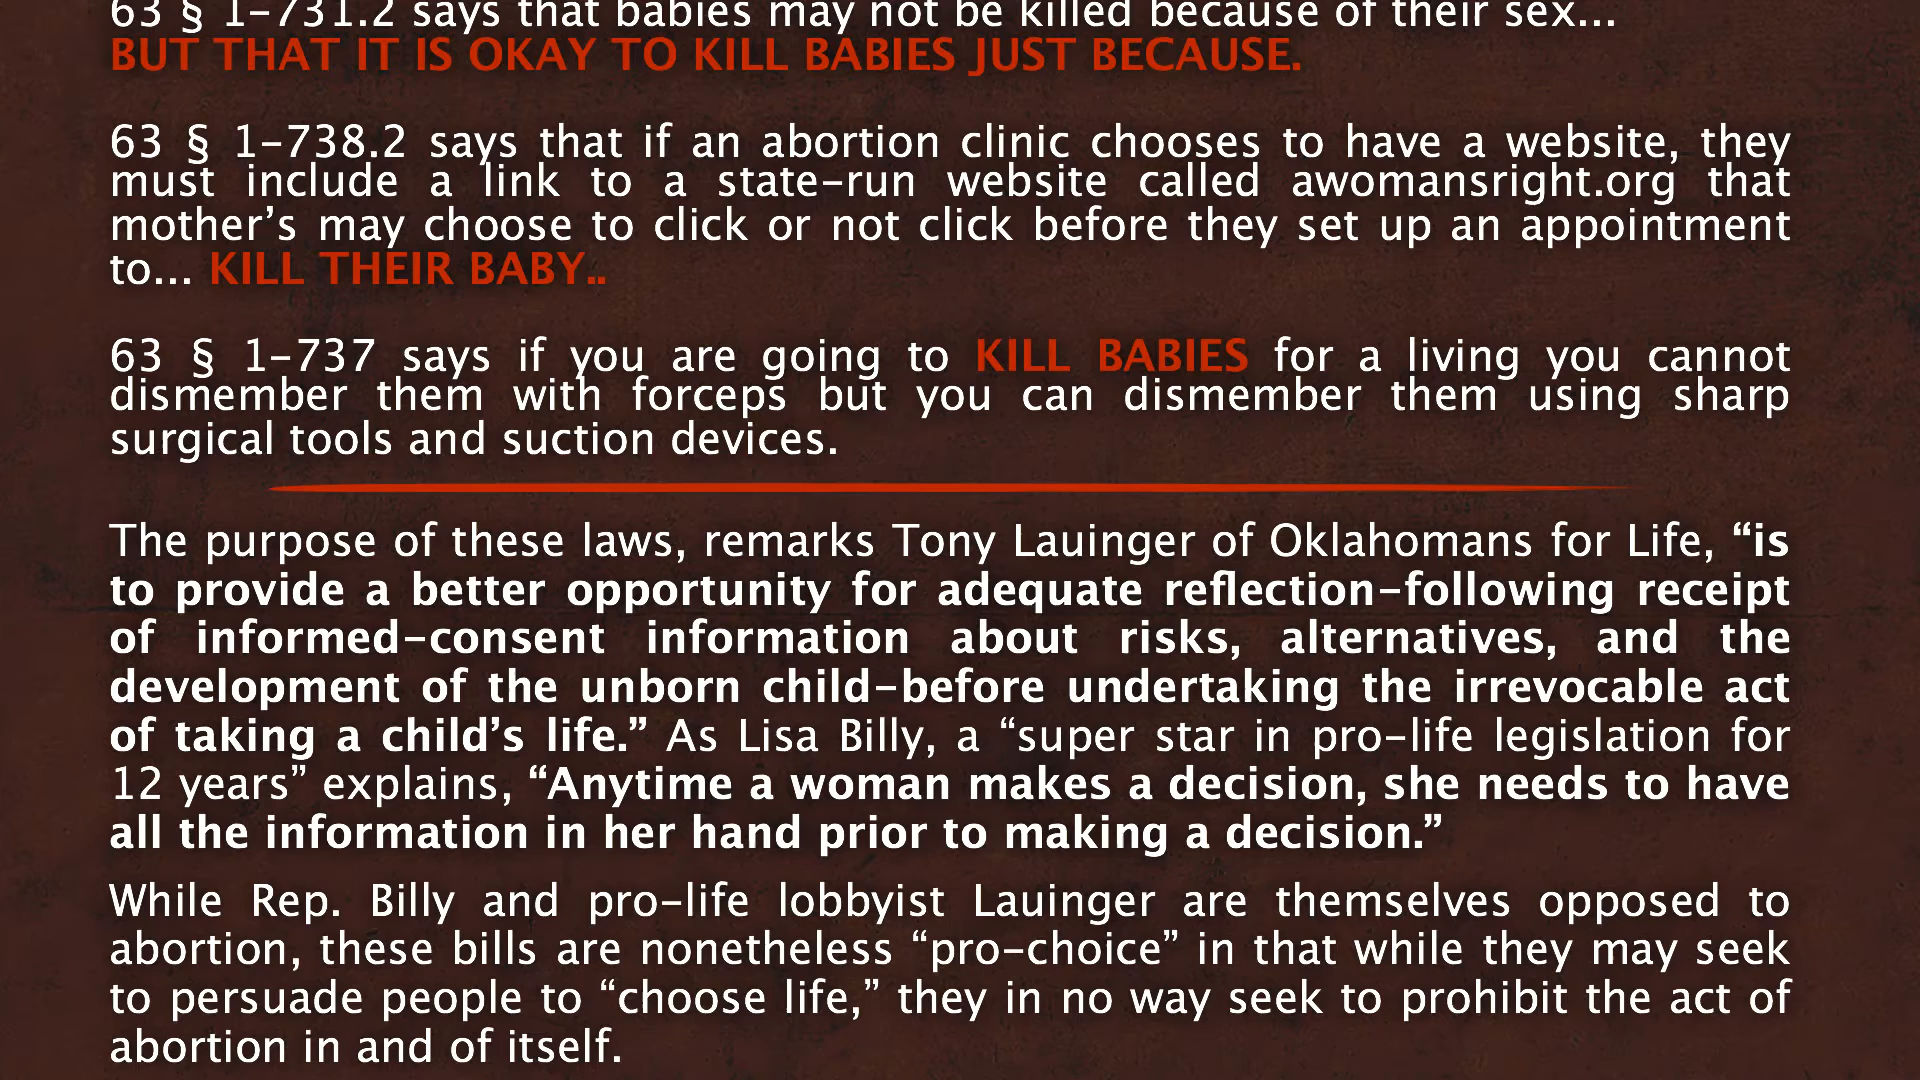 63 § 1-731.2 says that babies may not be killed because of their sex...
BUT THAT IT IS OKAY TO KILL BABIES JUST BECAUSE.
63 § 1-738.2 says that if an abortion clinic chooses to have a website, they
must include a link to a state-run website called awomansright.org that
mother’s may choose to click or not click before they set up an appointment
to... KILL THEIR BABY..
63 § 1-737 says if you are going to KILL BABIES for a living you cannot
dismember them with forceps but you can dismember them using sharp
surgical tools and suction devices.
The purpose of these laws, remarks Tony Lauinger of Oklahomans for Life, “is
to provide a better opportunity for adequate reflection-following receipt
of informed-consent information about risks, alternatives, and the
development of the unborn child-before undertaking the irrevocable act
of taking a child’s life.” As Lisa Billy, a “super star in pro-life legislation for
12 years” explains, “Anytime a woman makes a decision, she needs to have
all the information in her hand prior to making a decision.”
While Rep. Billy and pro-life lobbyist Lauinger are themselves opposed to
abortion, these bills are nonetheless “pro-choice” in that while they may seek
to persuade people to “choose life,” they in no way seek to prohibit the act of
abortion in and of itself.